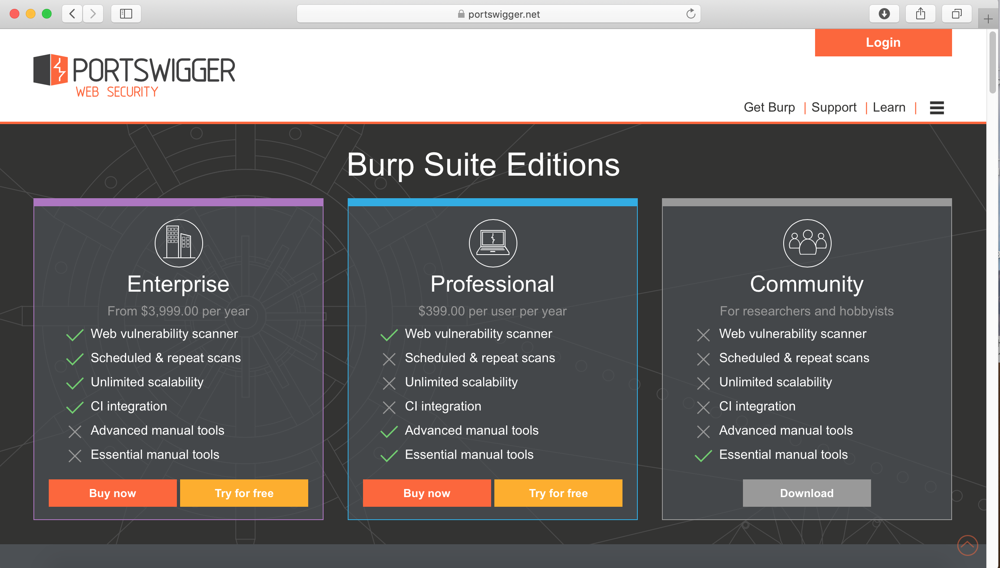 portswigger.net
Login
PORTSWIGGER
WEB SECURITY
Get Burp | Support | Learn |
Burp Suite Editions
Enterprise
From $3,999.00 per year
Web vulnerability scanner
Scheduled & repeat scans
Unlimited scalability
CI integration
Advanced manual tools
Essential manual tools
Buy now
Try for free
Professional
$399.00 per user per year
Web vulnerability scanner
Scheduled & repeat scans
Unlimited scalability
CI integration
Advanced manual tools
Essential manual tools
Buy now
Try for free
Community
For researchers and hobbyists
Web vulnerability scanner
Scheduled & repeat scans
Unlimited scalability
CI integration
Advanced manual tools
Essential manual tools
Download